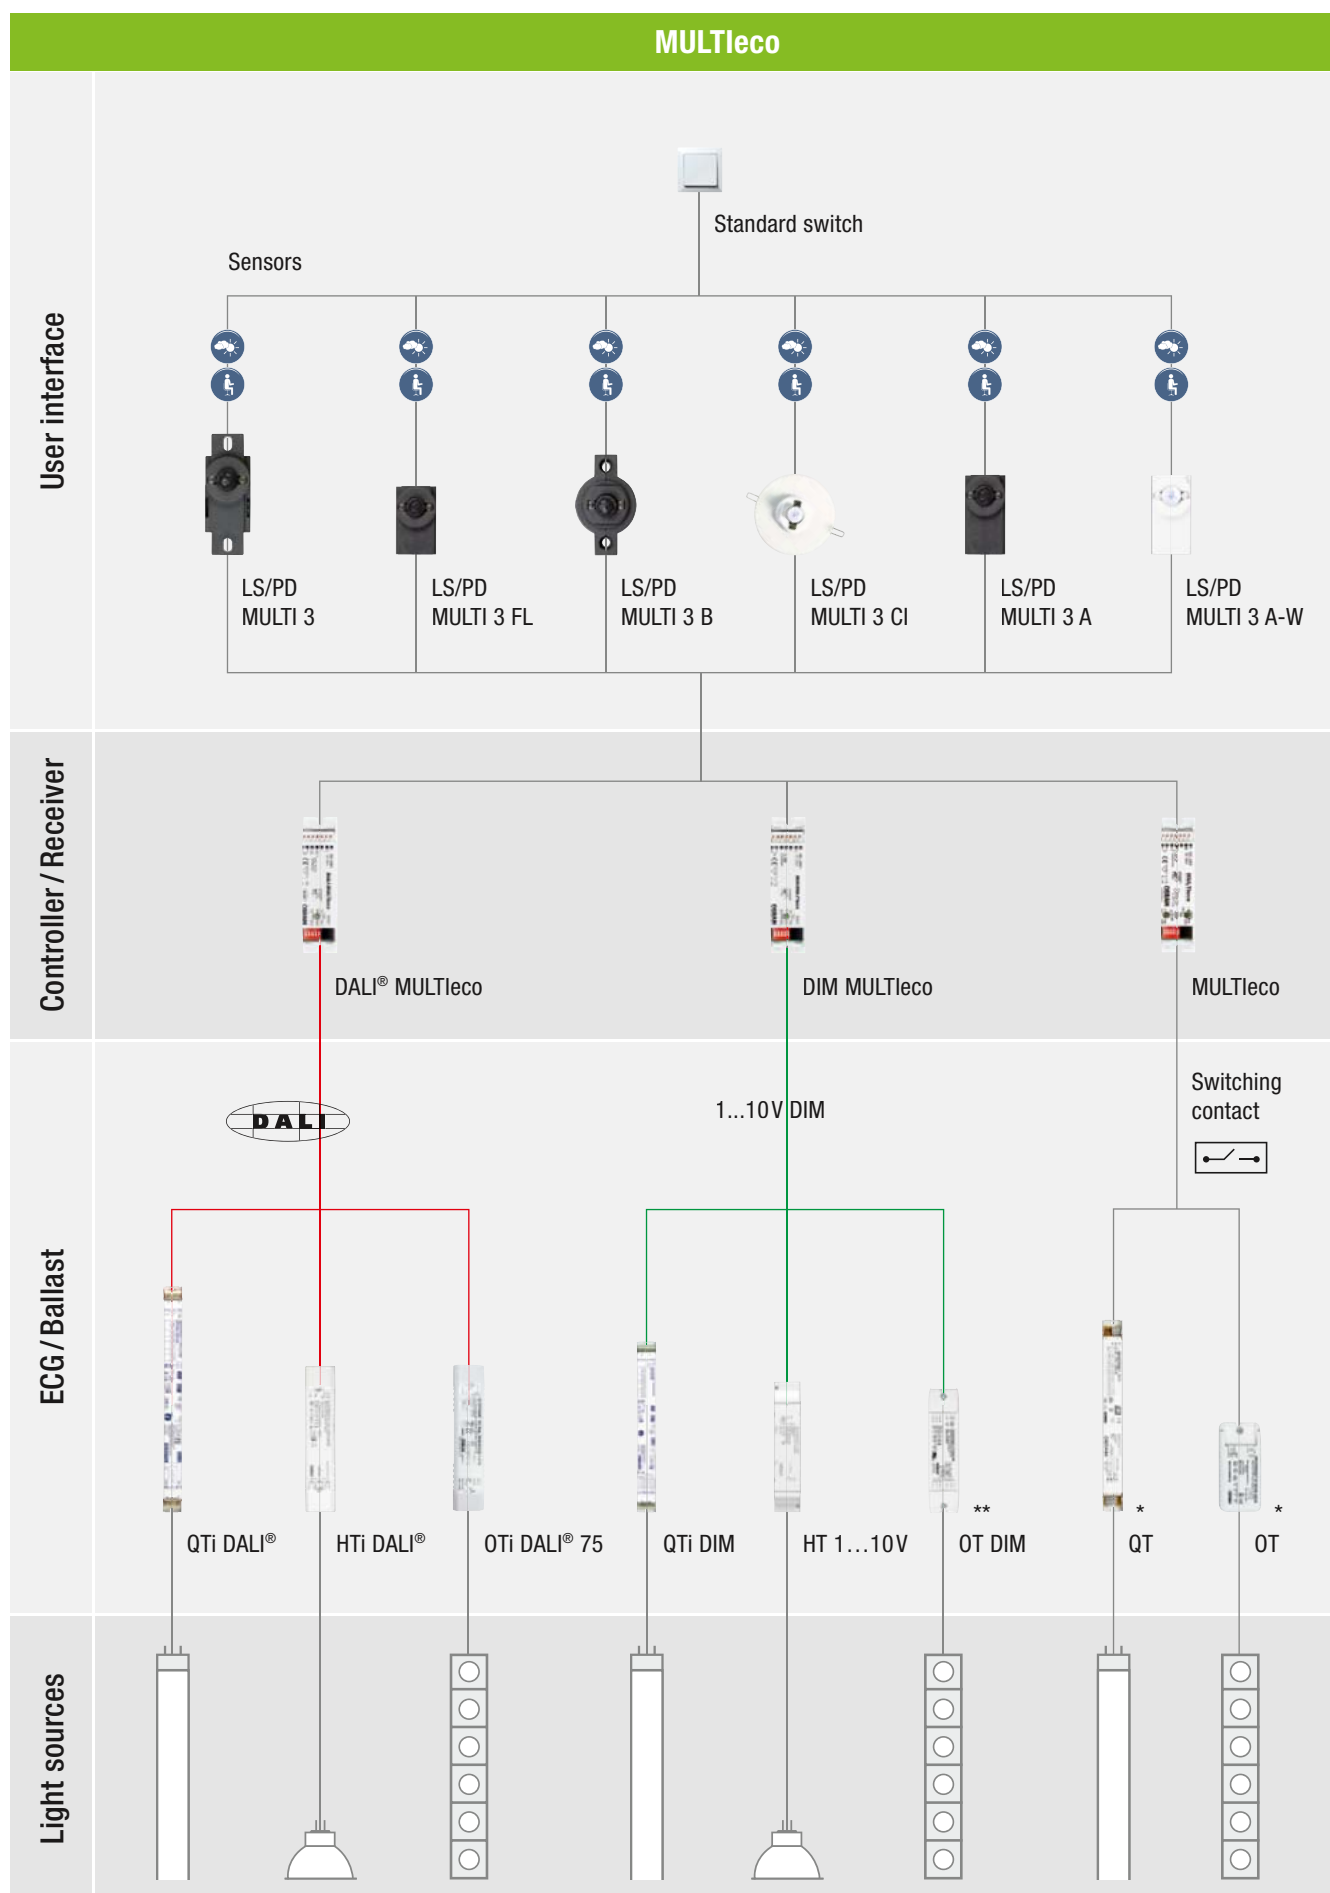 MULTIeco
User interface
Standard switch
Sensors
LS/PD
MULTI 3
LS/PD
MULTI 3 FL
LS/PD
MULTI 3 B
LS/PD
MULTI 3 CI
LS/PD
MULTI 3 A
LS/PD
MULTI 3 A-W
Controller / Receiver
DALI® MULTIeco
DIM MULTIeco
MULTIeco
ECG / Ballast
DALI
1...10 V DIM
Switching
contact
**
*
*
QTi DALI®
HTi DALI®
OTi DALI® 75
QTi DIM
HT 1…10 V
OT DIM
QT
OT
Light sources